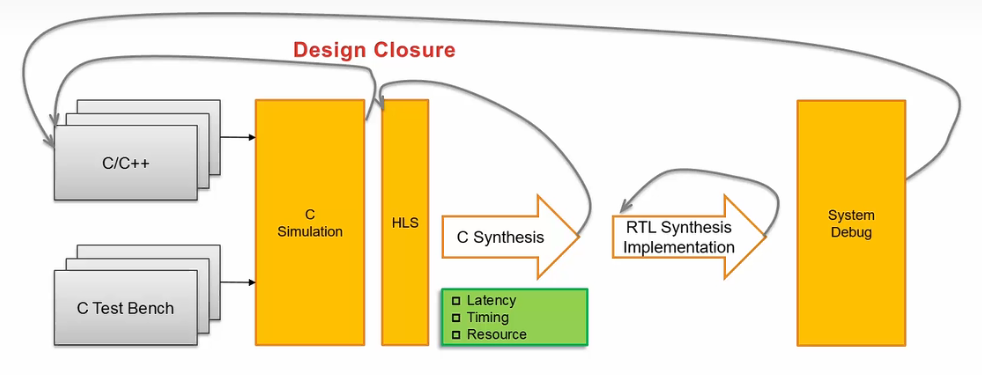 Design Closure
C/C++
C Test Bench
C
Simulation
HLS
C Synthesis
Latency
Timing
Resource
RTL Synthesis
Implementation
System
Debug